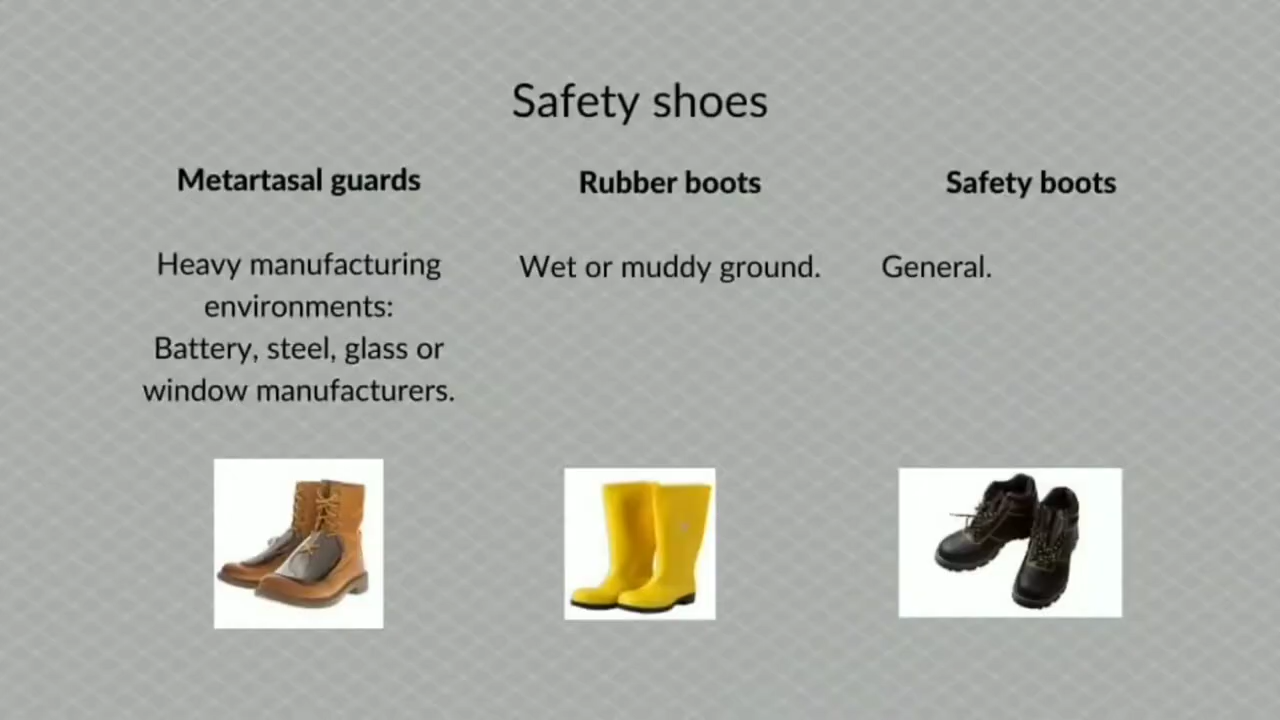 Safety shoes
Metartasal guards
Heavy manufacturing
environments:
Battery, steel, glass or
window manufacturers.
Rubber boots
Wet or muddy ground.
Safety boots
General.